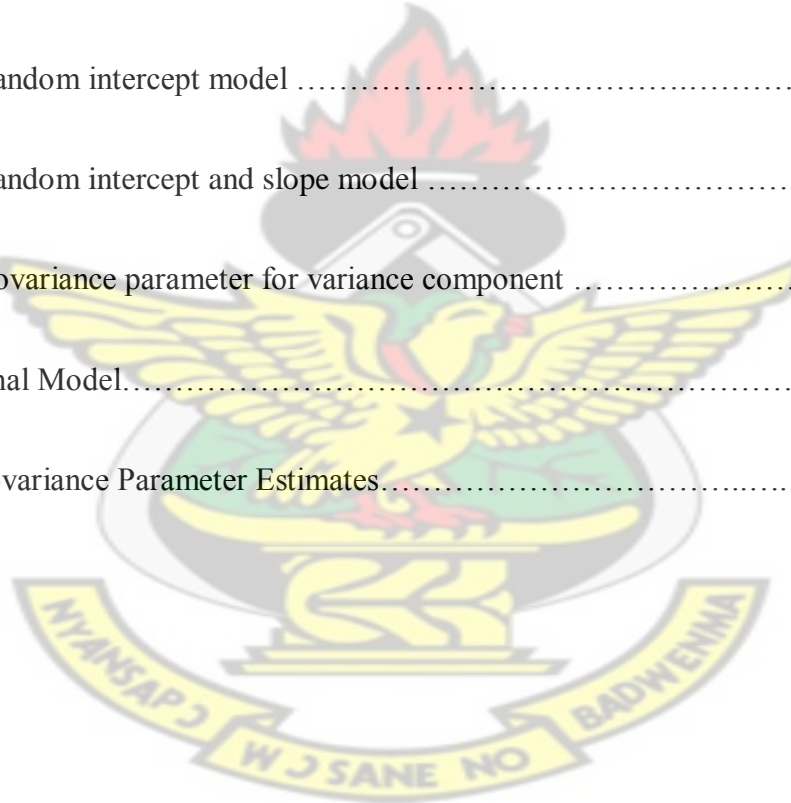 andom intercept model ……………………………………………
andom intercept and slope model ……………………………
ovariance parameter for variance component …………………
nal Model……………………………………………………………
variance Parameter Estimates……………………………………
NYANSAPƆ
WƆSANE NO
BADWENMA